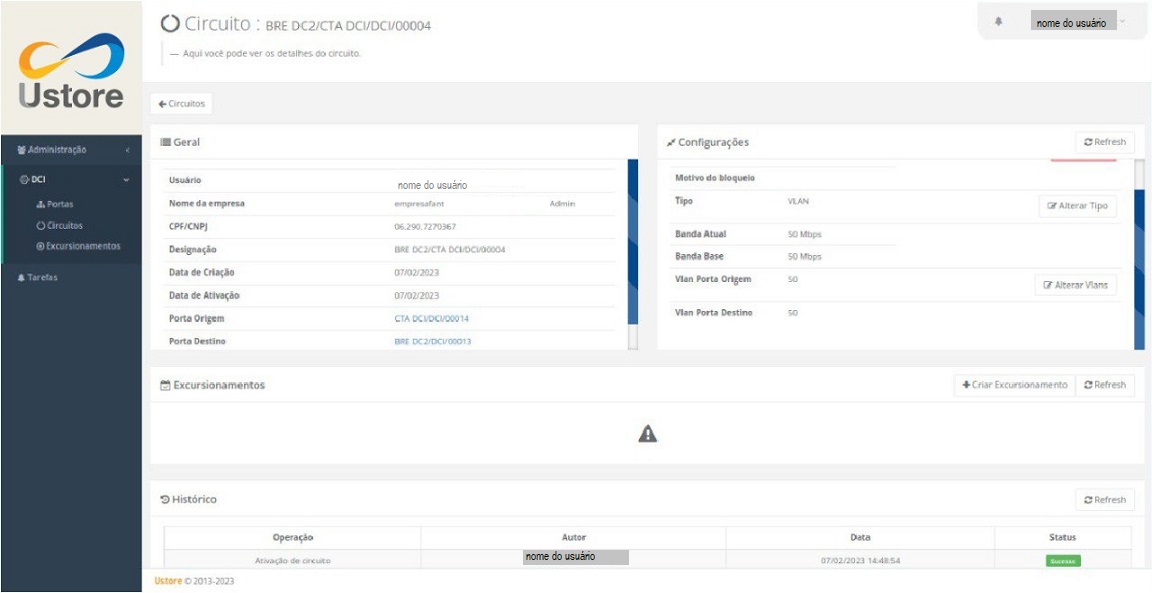 Ustore
Administração
DCI
Portas
Circuitos
Excursionamentos
Tarefas
Circuito : BRE DC2/CTA DCI/DCI/00004
— Aqui você pode ver os detalhes do circuito.
nome do usuário
Circuitos
Geral
Usuário nome do usuário
Nome da empresa empresafant Admin
CPF/CNPJ 06.290.7270367
Designação BRE DC2/CTA DCI/DCI/00004
Data de Criação 07/02/2023
Data de Ativação 07/02/2023
Porta Origem CTA DCI/DCI/00014
Porta Destino BRE DC2/DCI/00013
Configurações Refresh
Motivo do bloqueio
Tipo VLAN Alterar Tipo
Banda Atual 50 Mbps
Banda Base 50 Mbps
Vlan Porta Origem 50 Alterar Vlans
Vlan Porta Destino 50
Excursionamentos Criar Excursionamento Refresh
Histórico Refresh
Operação Autor Data Status
Ativação de circuito nome do usuário 07/02/2023 14:48:54 Sucesso
Ustore © 2013-2023